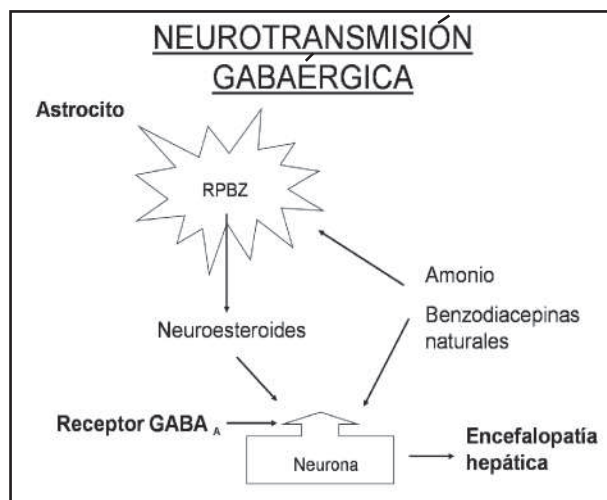 NEUROTRANSMISIÓN
GABAÉRGICA
Astrocito
RPBZ
Amonio
Neuroesteroides
Benzodiacepinas
naturales
Receptor GABA A
Neurona
Encefalopatía
hepática